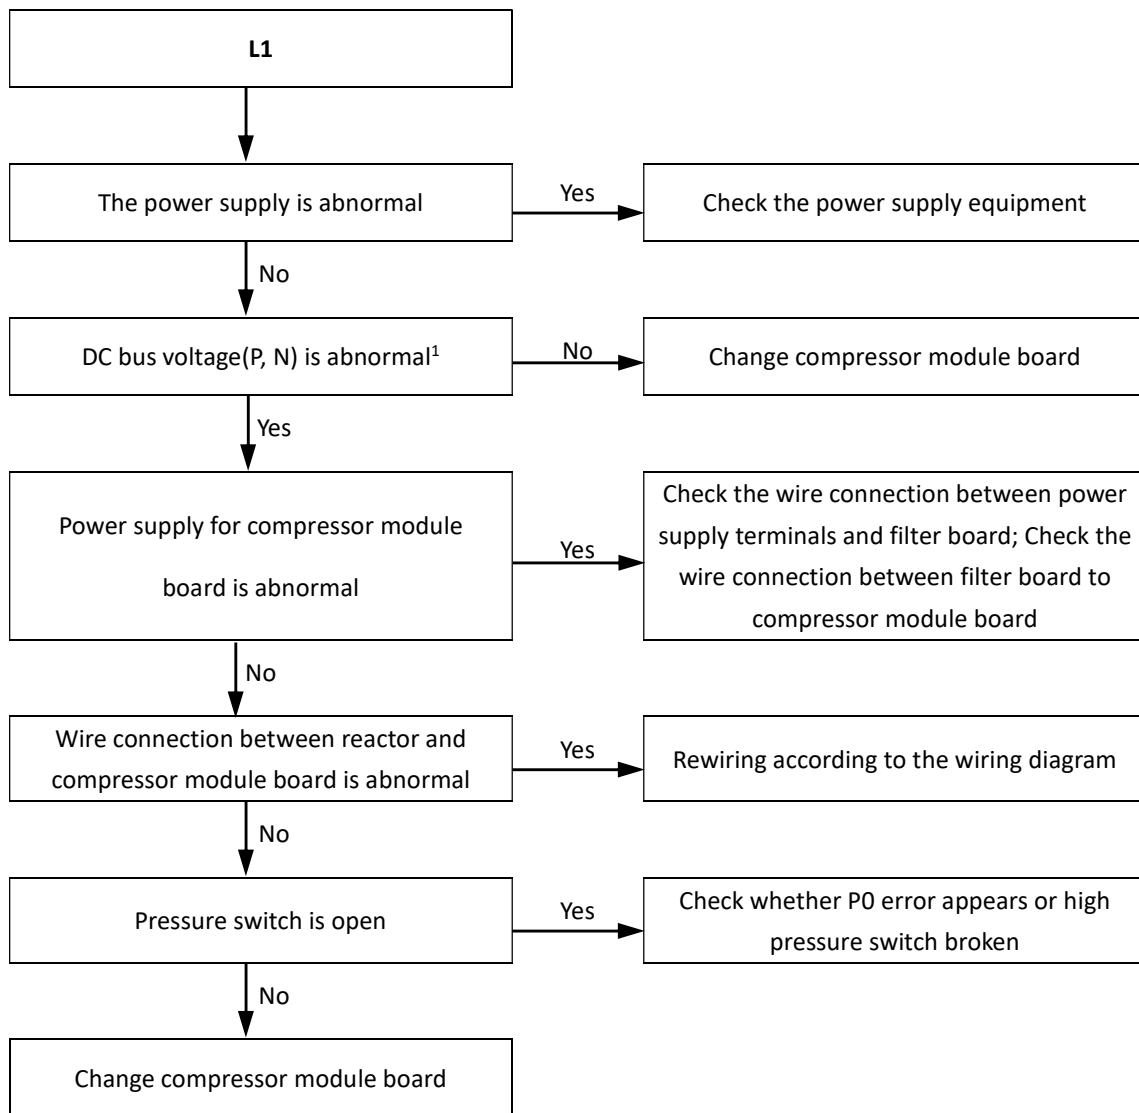 L1
The power supply is abnormal
Yes
Check the power supply equipment
No
DC bus voltage(P, N) is abnormal¹
No
Change compressor module board
Yes
Power supply for compressor module
board is abnormal
Yes
Check the wire connection between power
supply terminals and filter board; Check the
wire connection between filter board to
compressor module board
No
Wire connection between reactor and
compressor module board is abnormal
Yes
Rewiring according to the wiring diagram
No
Pressure switch is open
Yes
Check whether P0 error appears or high
pressure switch broken
No
Change compressor module board